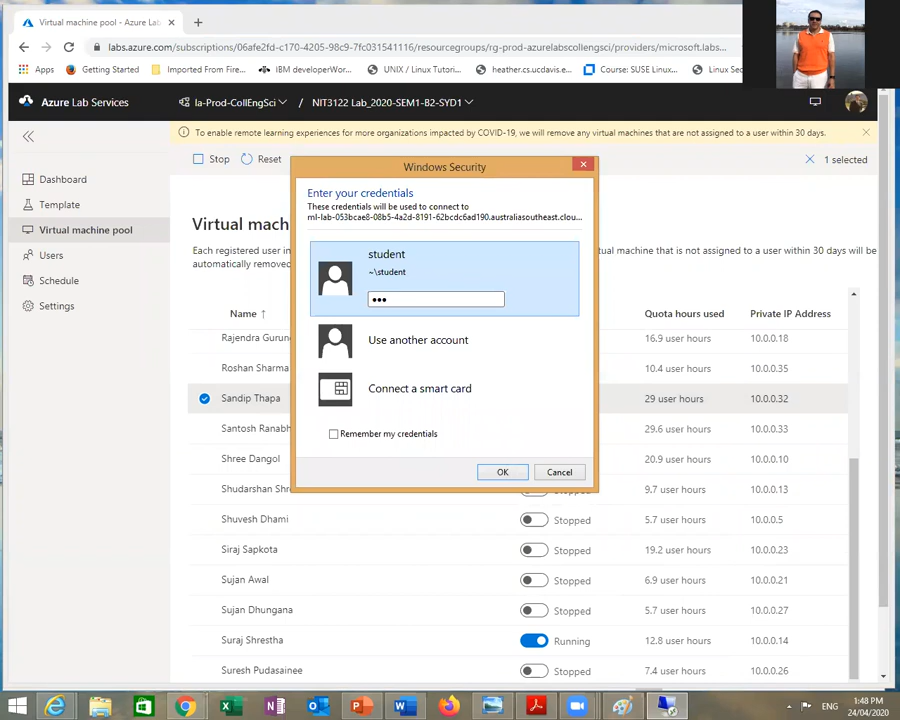 Virtual machine pool - Azure Lab
labs.azure.com/subscriptions/06afe2fd-c170-4205-98c9-7fc031541116/resourcegroups/rg-prod-azurelabscollengsci/providers/microsoft.labs...
Apps
Getting Started
Imported From Fire...
IBM developerWo...
UNIX / Linux Tutori...
heather.cs.ucdavis.e...
Course: SUSE Linux...
Linux Se
Azure Lab Services
la-Prod-CollEngSci / NIT3122 Lab_2020-SEM1-B2-SYD1
To enable remote learning experiences for more organizations impacted by COVID-19, we will remove any virtual machines that are not assigned to a user within 30 days.
Stop
Reset
1 selected
Dashboard
Template
Virtual machine pool
Users
Schedule
Settings
Virtual mach
Each registered user in
al machine that is not assigned to a user within 30 days will be
automatically removed
Name ↑
Quota hours used
Private IP Address
Rajendra Gurun
16.9 user hours
10.0.0.18
Roshan Sharma
10.4 user hours
10.0.0.35
Sandip Thapa
29 user hours
10.0.0.32
Santosh Ranabh
29.6 user hours
10.0.0.33
Shree Dangol
20.9 user hours
10.0.0.10
Shudarshan Shr
Stopped
9.7 user hours
10.0.0.13
Shuvesh Dhami
Stopped
5.7 user hours
10.0.0.5
Siraj Sapkota
Stopped
19.2 user hours
10.0.0.23
Sujan Awal
Stopped
6.9 user hours
10.0.0.21
Sujan Dhungana
Stopped
5.7 user hours
10.0.0.27
Suraj Shrestha
Running
12.8 user hours
10.0.0.14
Suresh Pudasainee
Stopped
7.4 user hours
10.0.0.26
Windows Security
Enter your credentials
These credentials will be used to connect to
ml-lab-053bcae8-08b5-4a2d-8191-62bcdc6ad190.australiasoutheast.clou...
student
~\student
•••
Use another account
Connect a smart card
Remember my credentials
OK
Cancel
ENG
1:48 PM
24/04/2020